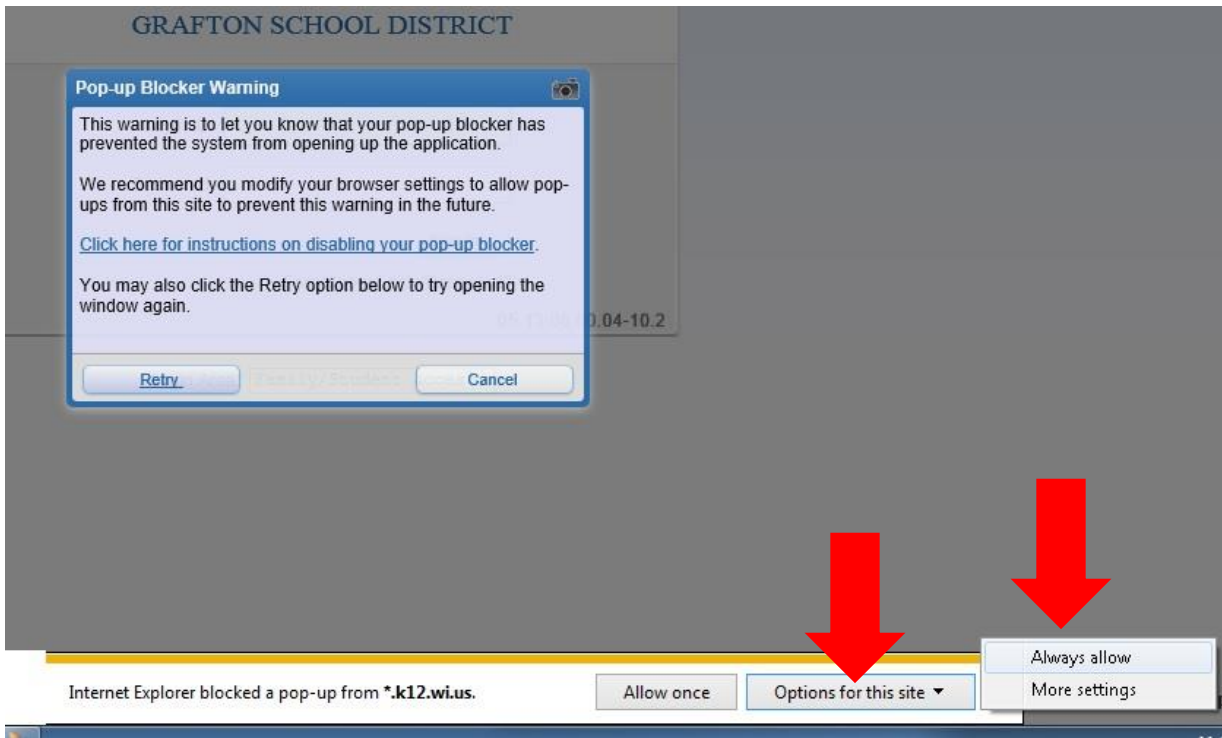 GRAFTON SCHOOL DISTRICT
Pop-up Blocker Warning
This warning is to let you know that your pop-up blocker has
prevented the system from opening up the application.
We recommend you modify your browser settings to allow pop-
ups from this site to prevent this warning in the future.
Click here for instructions on disabling your pop-up blocker.
You may also click the Retry option below to try opening the
window again.
.04-10.2
Retry
Family/Student
Cancel
Always allow
Internet Explorer blocked a pop-up from *.k12.wi.us.
Allow once
Options for this site
More settings